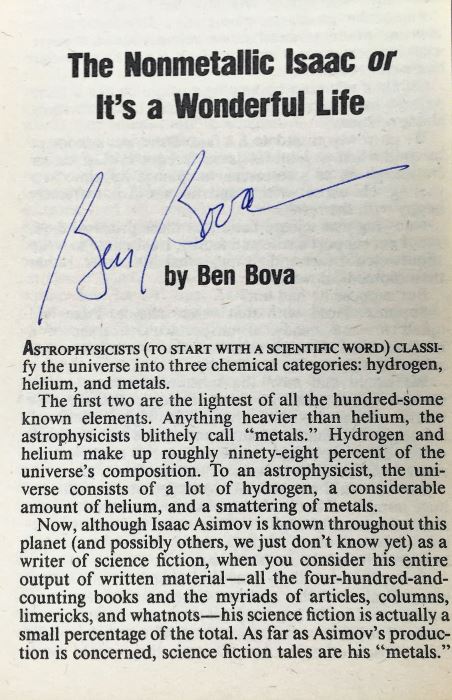 The Nonmetallic Isaac or
It's a Wonderful Life
Ben Bova
by Ben Bova
ASTROPHYSICISTS (TO START WITH A SCIENTIFIC WORD) CLASSI-
fy the universe into three chemical categories: hydrogen,
helium, and metals.
The first two are the lightest of all the hundred-some
known elements. Anything heavier than helium, the
astrophysicists blithely call “metals.” Hydrogen and
helium make up roughly ninety-eight percent of the
universe's composition. To an astrophysicist, the uni-
verse consists of a lot of hydrogen, a considerable
amount of helium, and a smattering of metals.
Now, although Isaac Asimov is known throughout this
planet (and possibly others, we just don't know yet) as a
writer of science fiction, when you consider his entire
output of written material—all the four-hundred-and-
counting books and the myriads of articles, columns,
limericks, and whatnots—his science fiction is actually a
small percentage of the total. As far as Asimov's produc-
tion is concerned, science fiction tales are his “metals.”